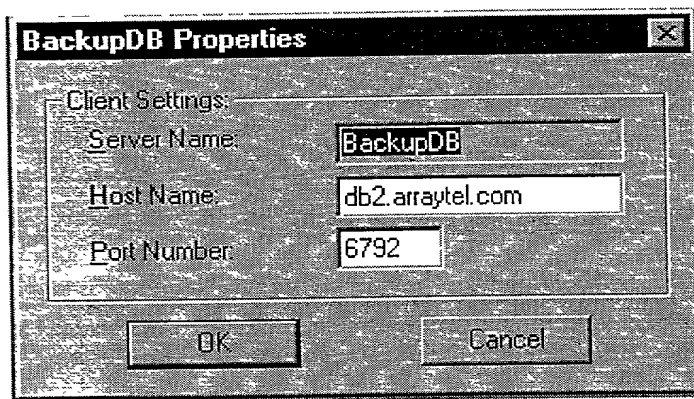 BackupDB Properties
Client Settings:
Server Name: BackupDB
Host Name: db2.arraytel.com
Port Number: 6792
OK Cancel